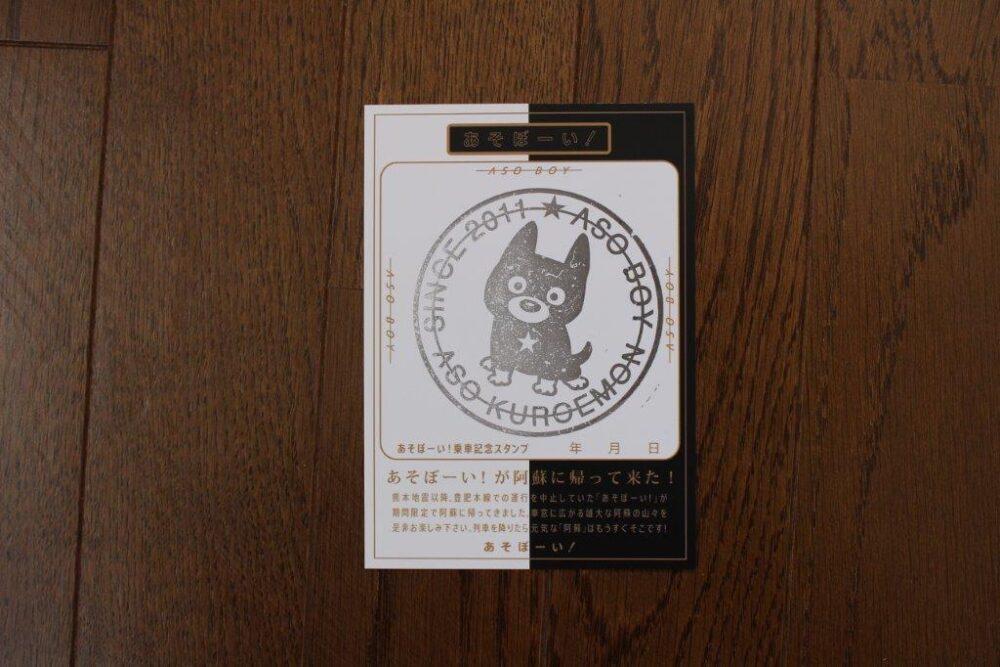 あそぼーい！
ASO BOY
SINCE 2011 ★ ASO BOY
ASO KUROEMON
ASO BOY
ASO BOY
あそぼーい！乗車記念スタンプ 年 月 日
あそぼーい！が阿蘇に帰って来た！
熊本地震以降、豊肥本線での運行を中止していた「あそぼーい！」が
期間限定で阿蘇に帰ってきました。車窓に広がる雄大な阿蘇の山々を
是非お楽しみ下さい。列車を降りたら元気な「阿蘇」はもうすぐそこです！
あそぼーい！